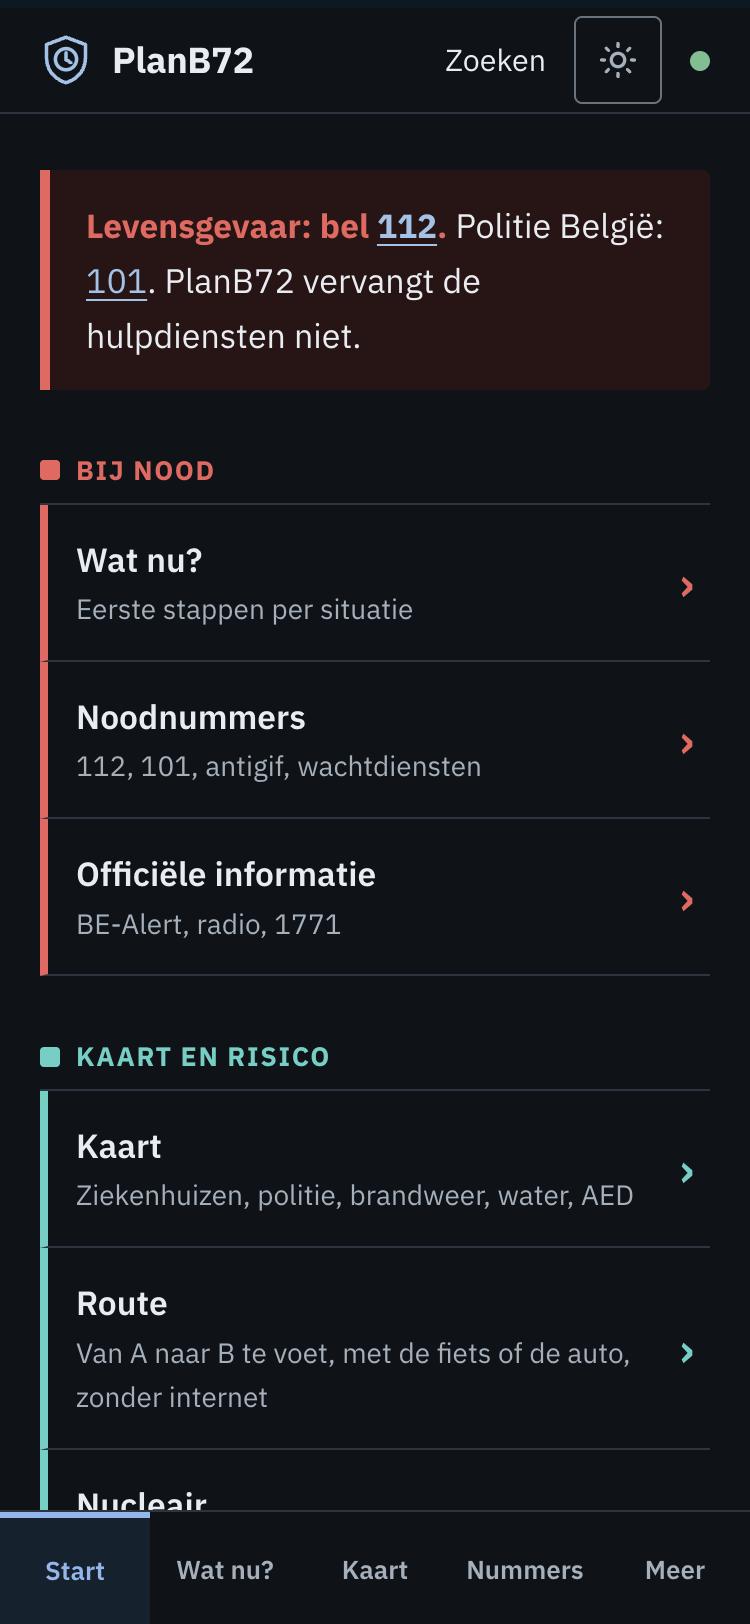 PlanB72
Zoeken
Levensgevaar: bel 112. Politie België:
101. PlanB72 vervangt de
hulpdiensten niet.
BIJ NOOD
Wat nu?
Eerste stappen per situatie
Noodnummers
112, 101, antigif, wachtdiensten
Officiële informatie
BE-Alert, radio, 1771
KAART EN RISICO
Kaart
Ziekenhuizen, politie, brandweer, water, AED
Route
Van A naar B te voet, met de fiets of de auto,
zonder internet
Nucleair
Start
Wat nu?
Kaart
Nummers
Meer